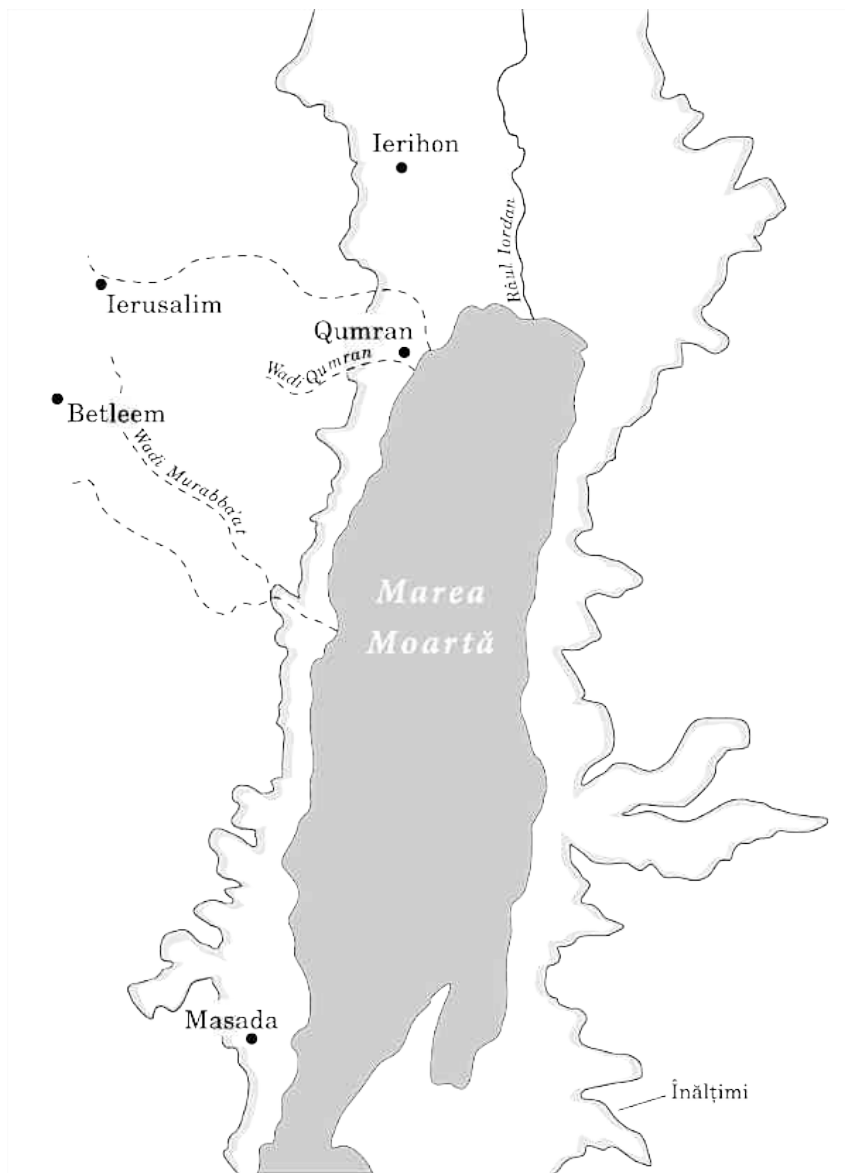 Ierihon
Râul Iordan
Ierusalim
Qumran
Wadi Qumran
Betleem
Wadi Murabba'at
Marea
Moartă
Masada
Înălțimi